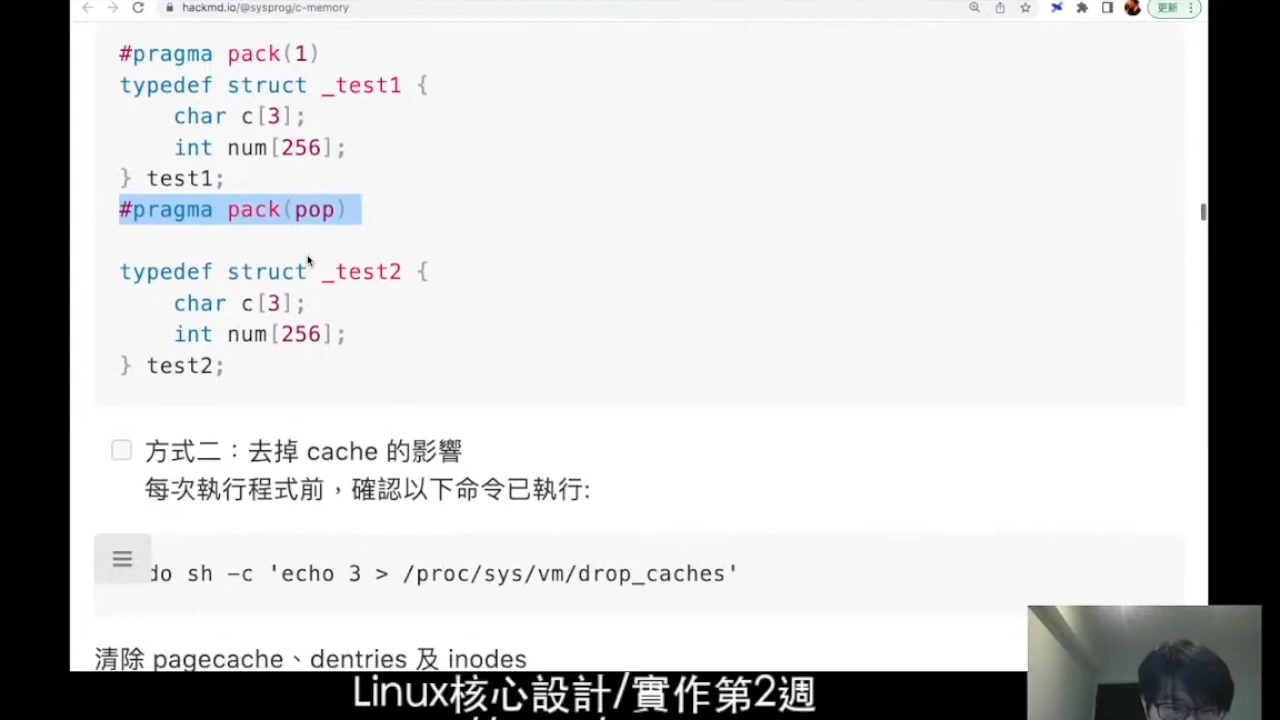 hackmd.io/@sysprog/c-memory
更新
#pragma pack(1)
typedef struct _test1 {
char c[3];
int num[256];
} test1;
#pragma pack(pop)
typedef struct _test2 {
char c[3];
int num[256];
} test2;
方式二：去掉 cache 的影響
每次執行程式前，確認以下命令已執行:
do sh -c 'echo 3 > /proc/sys/vm/drop_caches'
清除 pagecache、dentries 及 inodes
Linux核心設計/實作第2週